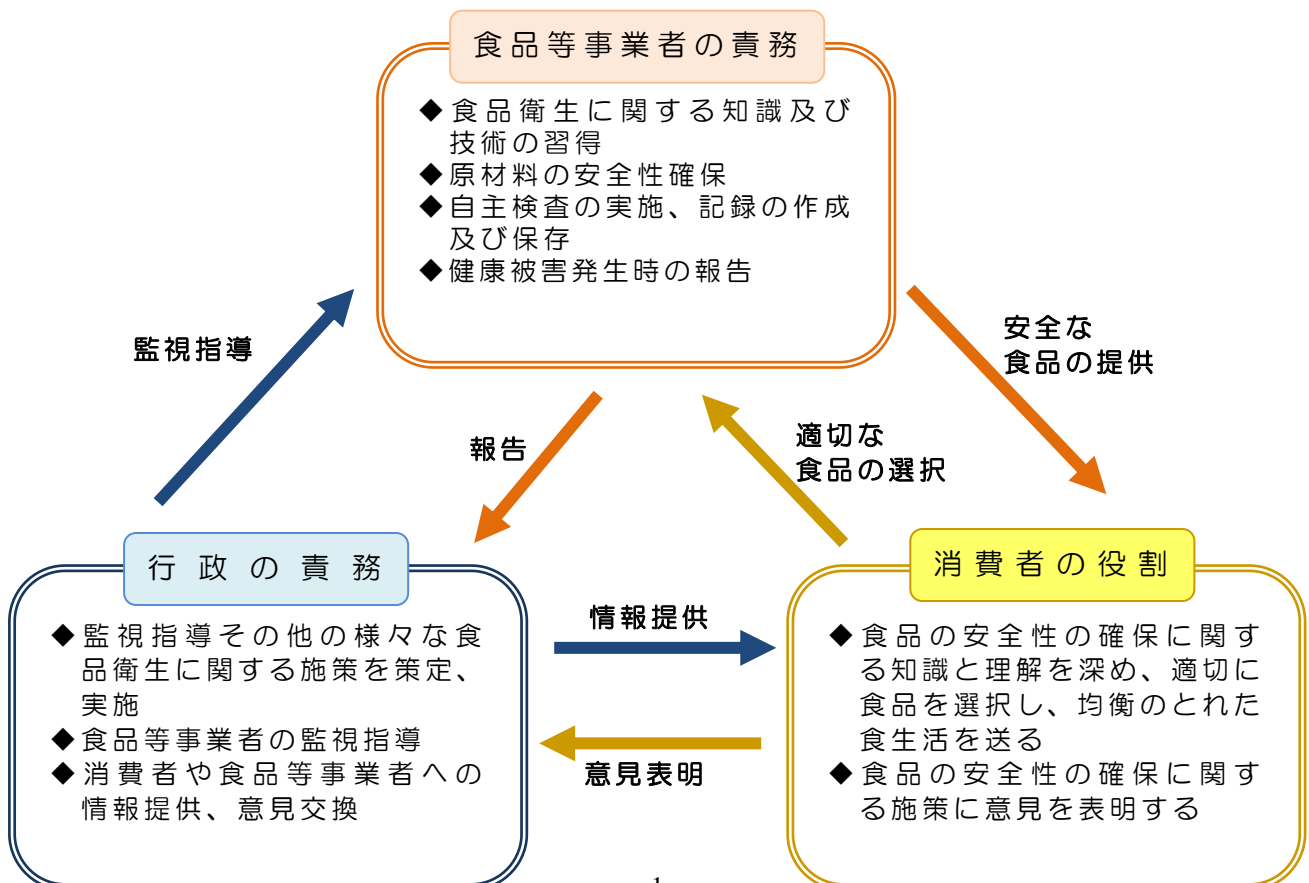 食品等事業者の責務
◆食品衛生に関する知識及び
技術の習得
◆原材料の安全性確保
◆自主検査の実施、記録の作成
及び保存
◆健康被害発生時の報告
監視指導
安全な
食品の提供
報告
適切な
食品の選択
行政の責務
◆監視指導その他の様々な食
品衛生に関する施策を策定、
実施
◆食品等事業者の監視指導
◆消費者や食品等事業者への
情報提供、意見交換
情報提供
意見表明
消費者の役割
◆食品の安全性の確保に関す
る知識と理解を深め、適切に
食品を選択し、均衡のとれた
食生活を送る
◆食品の安全性の確保に関す
る施策に意見を表明する
1